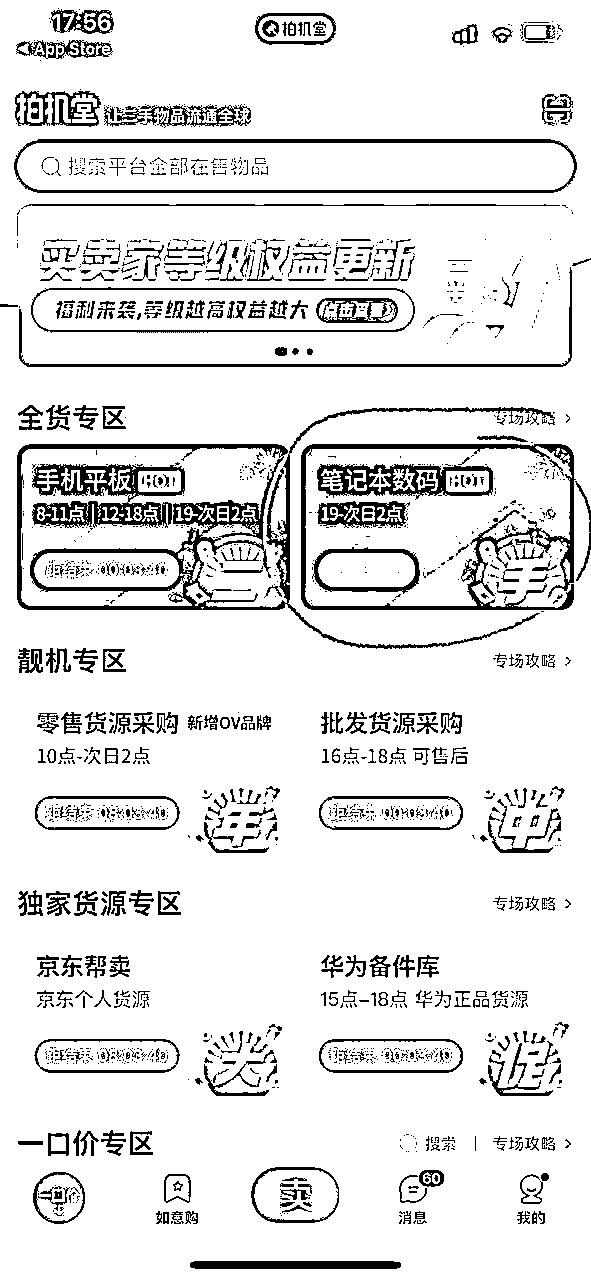 17:56
拍机堂
App Store
拍机堂 让二手物品流通全球
搜索平台全部在售物品
买卖家等级权益更新
福利来袭,等级越高权益越大 点击查看
全货专区
专场攻略 >
手机平板 HOT
8-11点 | 12-18点 | 19-次日2点
距结束 00:03:40
笔记本数码 HOT
19-次日2点
手
靓机专区
专场攻略 >
零售货源采购 新增OV品牌
10点-次日2点
距结束 08:03:40
年
批发货源采购
16点-18点 可售后
距结束 00:03:40
中
独家货源专区
专场攻略 >
京东帮卖
京东个人货源
距结束 08:03:40
大
华为备件库
15点-18点 华为正品货源
距结束 00:03:40
促
一口价专区
搜索 | 专场攻略 >
如意购
卖
消息
60
我的